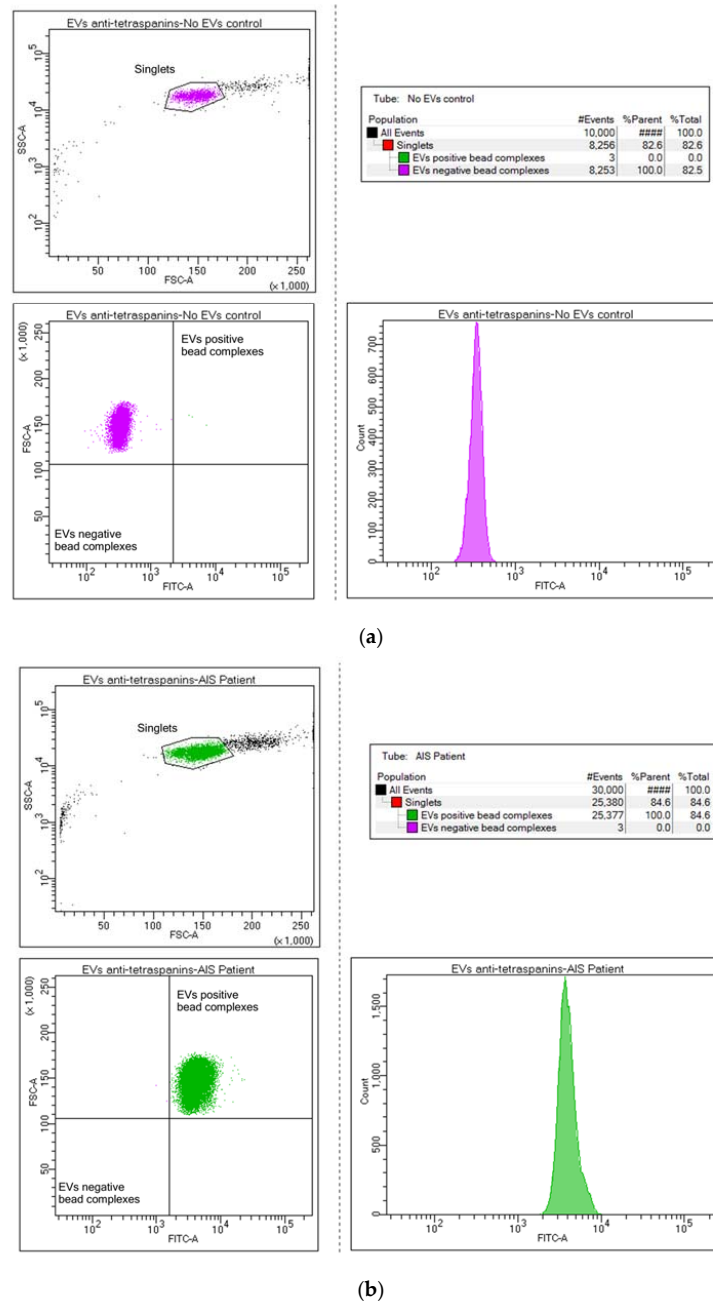 EVs anti-tetraspanins-No EVs control
Singlets
10^5
10^4
10^3
10^2
SSC-A
50 100 150 200 250
FSC-A
(x 1,000)
Tube: No EVs control
Population #Events %Parent %Total
All Events 10,000 #### 100.0
Singlets 8,256 82.6 82.6
EVs positive bead complexes 3 0.0 0.0
EVs negative bead complexes 8,253 100.0 82.5
EVs anti-tetraspanins-No EVs control
EVs positive
bead complexes
EVs negative
bead complexes
(x 1,000)
250
200
150
100
50
FSC-A
10^2 10^3 10^4 10^5
FITC-A
EVs anti-tetraspanins-No EVs control
700
600
500
400
300
200
100
0
Count
10^2 10^3 10^4 10^5
FITC-A
(a)
EVs anti-tetraspanins-AIS Patient
Singlets
10^5
10^4
10^3
10^2
SSC-A
50 100 150 200 250
FSC-A
(x 1,000)
Tube: AIS Patient
Population #Events %Parent %Total
All Events 30,000 #### 100.0
Singlets 25,380 84.6 84.6
EVs positive bead complexes 25,377 100.0 84.6
EVs negative bead complexes 3 0.0 0.0
EVs anti-tetraspanins-AIS Patient
EVs positive
bead complexes
EVs negative
bead complexes
(x 1,000)
250
200
150
100
50
FSC-A
10^2 10^3 10^4 10^5
FITC-A
EVs anti-tetraspanins-AIS Patient
1,500
1,000
500
0
Count
10^2 10^3 10^4 10^5
FITC-A
(b)